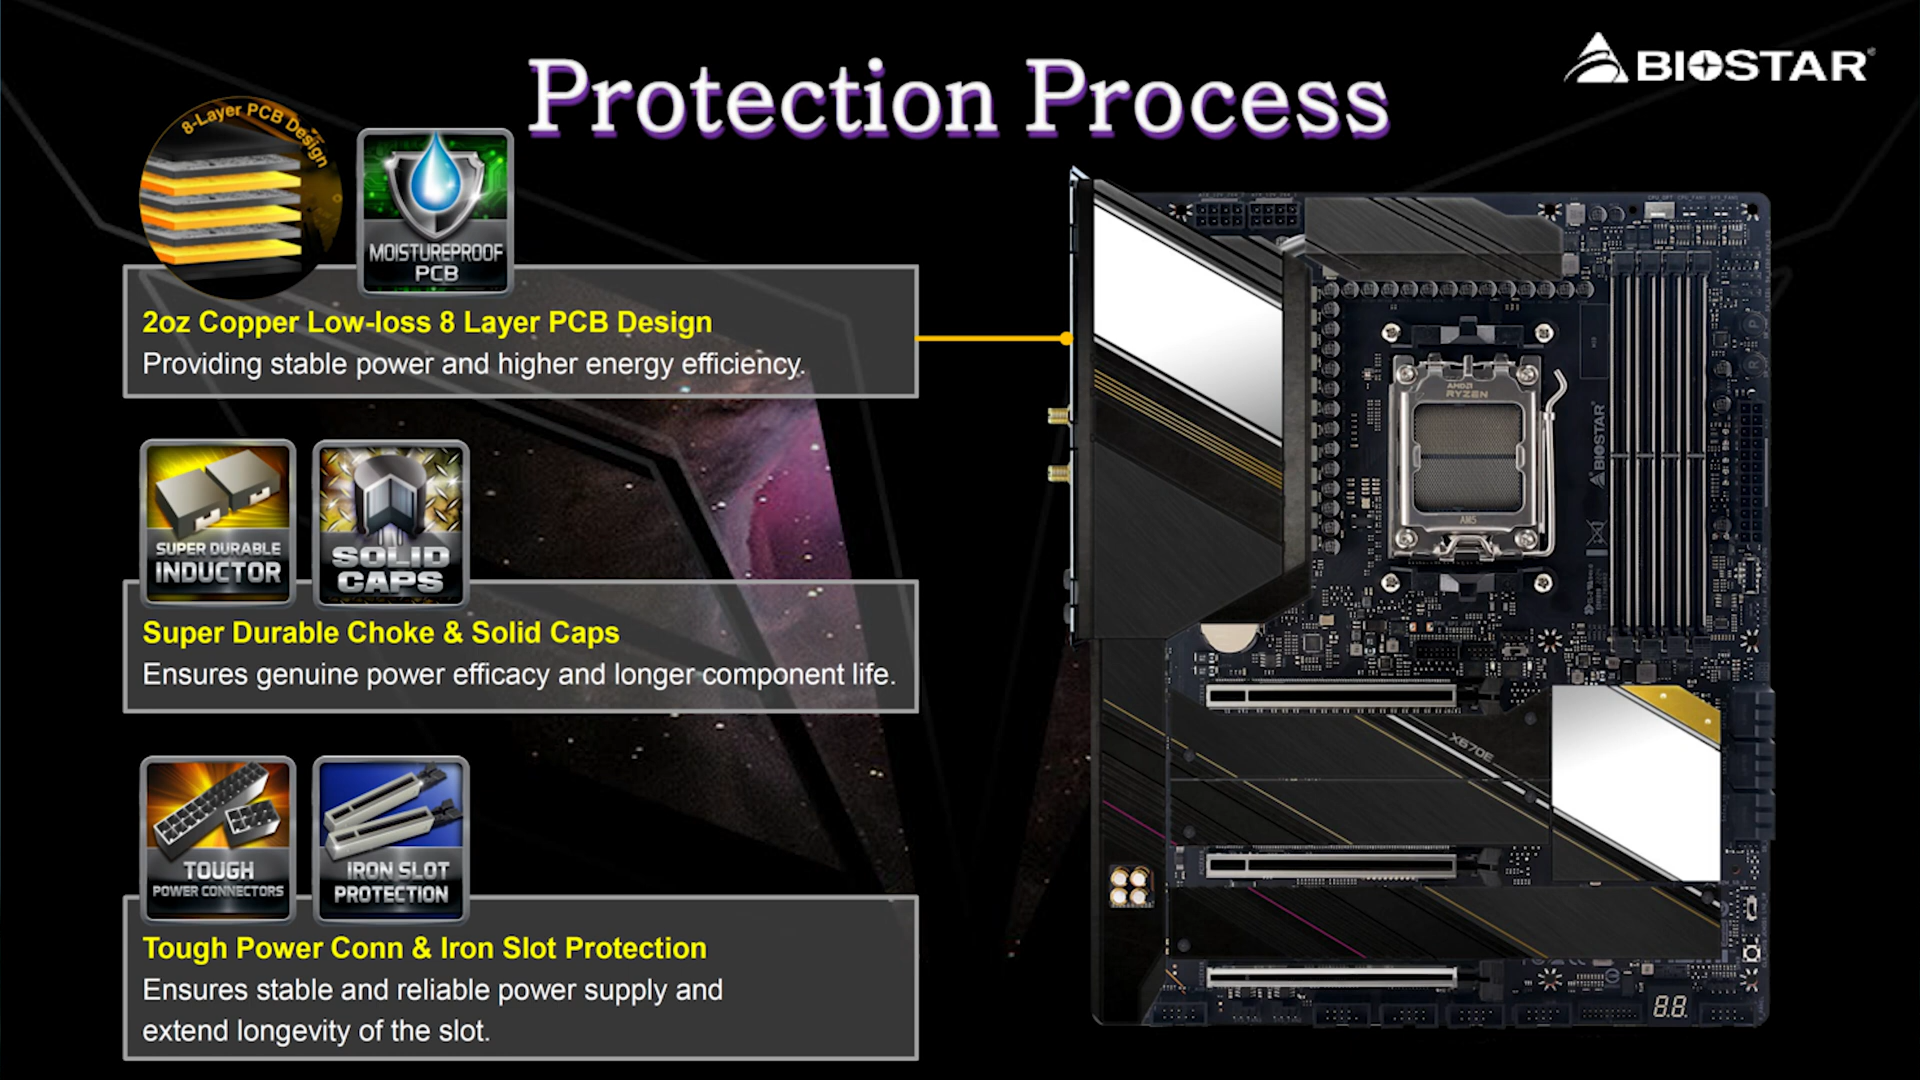 Protection Process
BIOSTAR
8-Layer PCB Design
MOISTUREPROOF
PCB
2oz Copper Low-loss 8 Layer PCB Design
Providing stable power and higher energy efficiency.
SUPER DURABLE
INDUCTOR
SOLID
CAPS
Super Durable Choke & Solid Caps
Ensures genuine power efficacy and longer component life.
TOUGH
POWER CONNECTORS
IRON SLOT
PROTECTION
Tough Power Conn & Iron Slot Protection
Ensures stable and reliable power supply and
extend longevity of the slot.
AMD
RYZEN
AM5
BIOSTAR
X670E
88